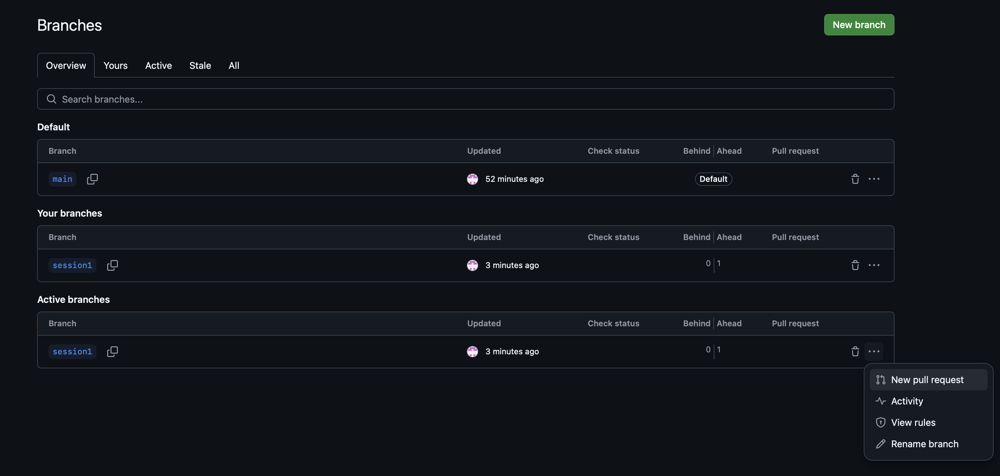 Branches
New branch
Overview Yours Active Stale All
Search branches...
Default
Branch Updated Check status Behind Ahead Pull request
main 52 minutes ago Default
Your branches
Branch Updated Check status Behind Ahead Pull request
session1 3 minutes ago 0 1
Active branches
Branch Updated Check status Behind Ahead Pull request
session1 3 minutes ago 0 1
New pull request
Activity
View rules
Rename branch